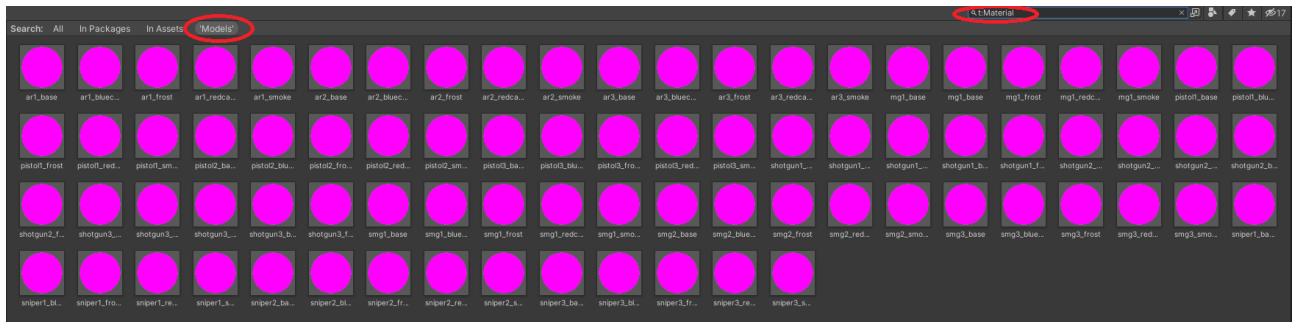 t:Material 17
Search: All In Packages In Assets 'Models'
ar1_base ar1_bluec... ar1_frost ar1_redca... ar1_smoke ar2_base ar2_bluec... ar2_frost ar2_redca... ar2_smoke ar3_base ar3_bluec... ar3_frost ar3_redca... ar3_smoke mg1_base mg1_base mg1_frost mg1_redc... mg1_smoke pistol1_base pistol1_blu...
pistol1_frost pistol1_red... pistol1_sm... pistol2_ba... pistol2_blu... pistol2_fro... pistol2_red... pistol2_sm... pistol3_ba... pistol3_blu... pistol3_fro... pistol3_red... pistol3_sm... shotgun1_... shotgun1_... shotgun1_... shotgun1_b... shotgun1_f... shotgun2_... shotgun2_... shotgun2_... shotgun2_b...
shotgun2_f... shotgun3_... shotgun3_... shotgun3_... shotgun3_b... shotgun3_f... smg1_base smg1_blue... smg1_frost smg1_redc... smg1_smo... smg2_base smg2_blue... smg2_frost smg2_red... smg2_smo... smg3_base smg3_blue... smg3_frost smg3_red... smg3_smo... sniper1_ba...
sniper1_bl... sniper1_fro... sniper1_re... sniper1_s... sniper2_ba... sniper2_bl... sniper2_fr... sniper2_re... sniper2_s... sniper3_ba... sniper3_bl... sniper3_fr... sniper3_re... sniper3_s...